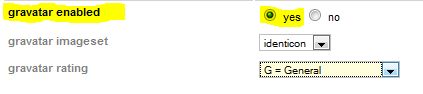 gravatar enabled yes no
gravatar imageset identicon
gravatar rating G = General